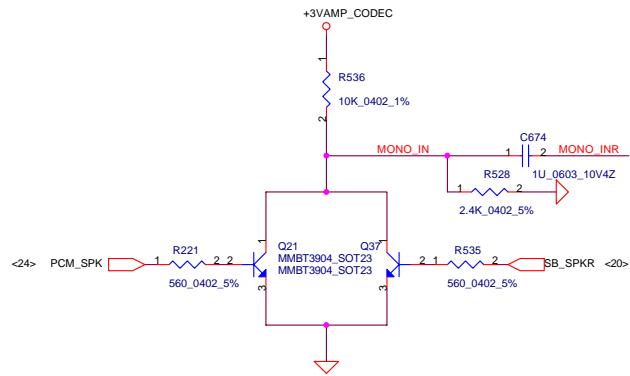 +3VAMP_CODEC
1
R536
10K_0402_1%
2
C674
MONO_IN 1 2 MONO_INR
R528 1U_0603_10V4Z
1 2
2.4K_0402_5%
1 Q21 Q37 1
R221 MMBT3904_SOT23 R535
<24> PCM_SPK 1 2 2 MMBT3904_SOT23 2 1 2 SB_SPKR <20>
560_0402_5% 3 3 560_0402_5%